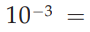 10⁻³ =